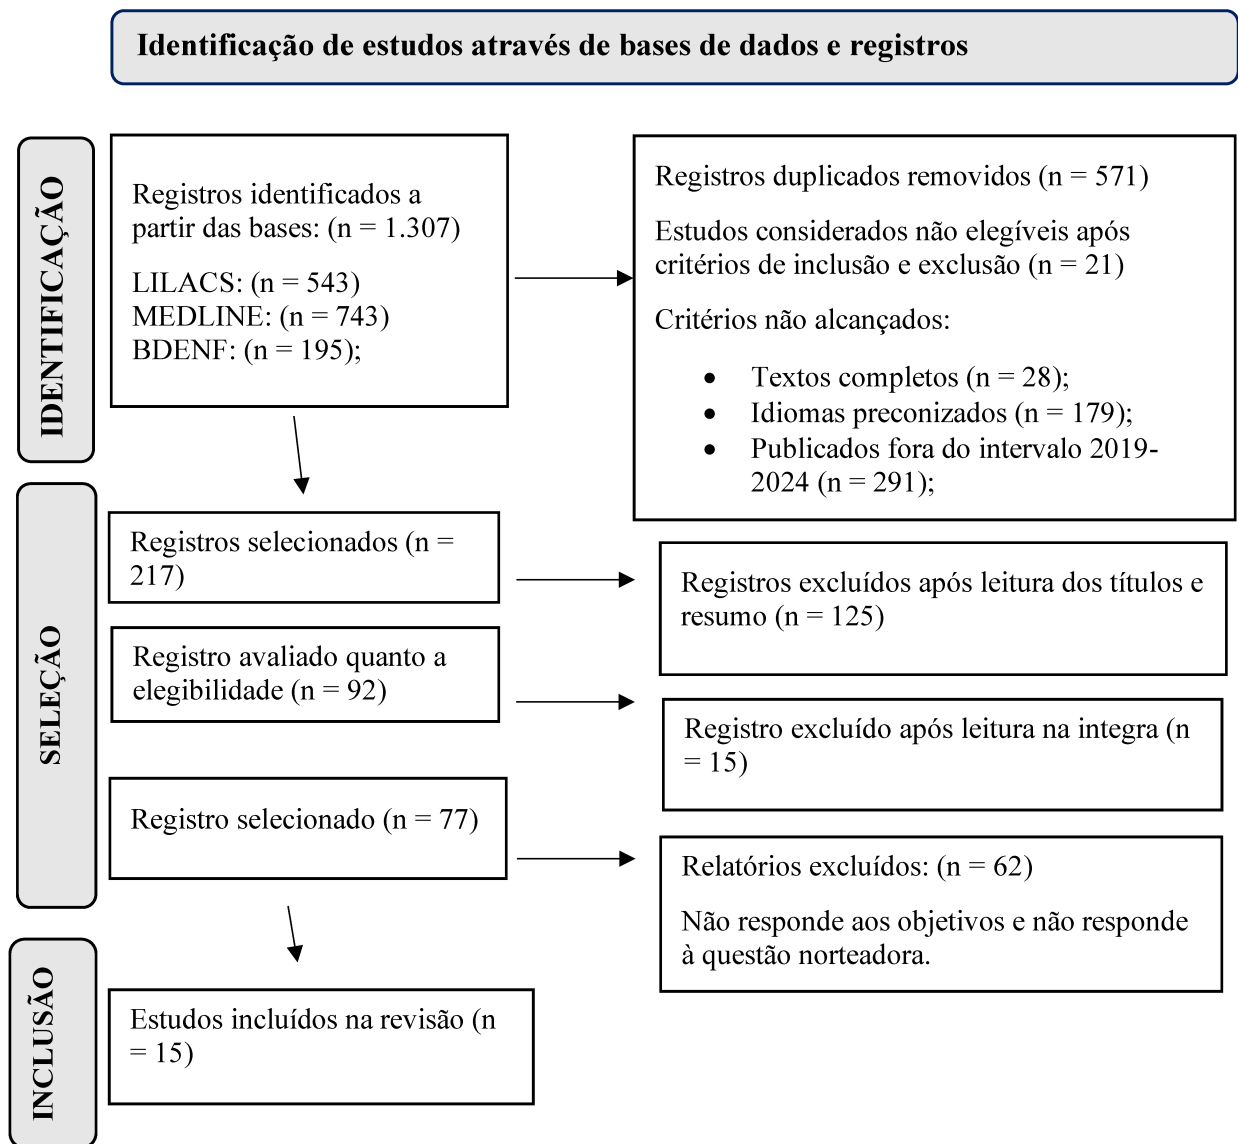 Identificação de estudos através de bases de dados e registros
IDENTIFICAÇÃO
Registros identificados a
partir das bases: (n = 1.307)
LILACS: (n = 543)
MEDLINE: (n = 743)
BDENF: (n = 195);
Registros duplicados removidos (n = 571)
Estudos considerados não elegíveis após
critérios de inclusão e exclusão (n = 21)
Critérios não alcançados:
• Textos completos (n = 28);
• Idiomas preconizados (n = 179);
• Publicados fora do intervalo 2019-
2024 (n = 291);
SELEÇÃO
Registros selecionados (n =
217)
Registros excluídos após leitura dos títulos e
resumo (n = 125)
Registro avaliado quanto a
elegibilidade (n = 92)
Registro excluído após leitura na integra (n
= 15)
Registro selecionado (n = 77)
Relatórios excluídos: (n = 62)
Não responde aos objetivos e não responde
à questão norteadora.
INCLUSÃO
Estudos incluídos na revisão (n
= 15)